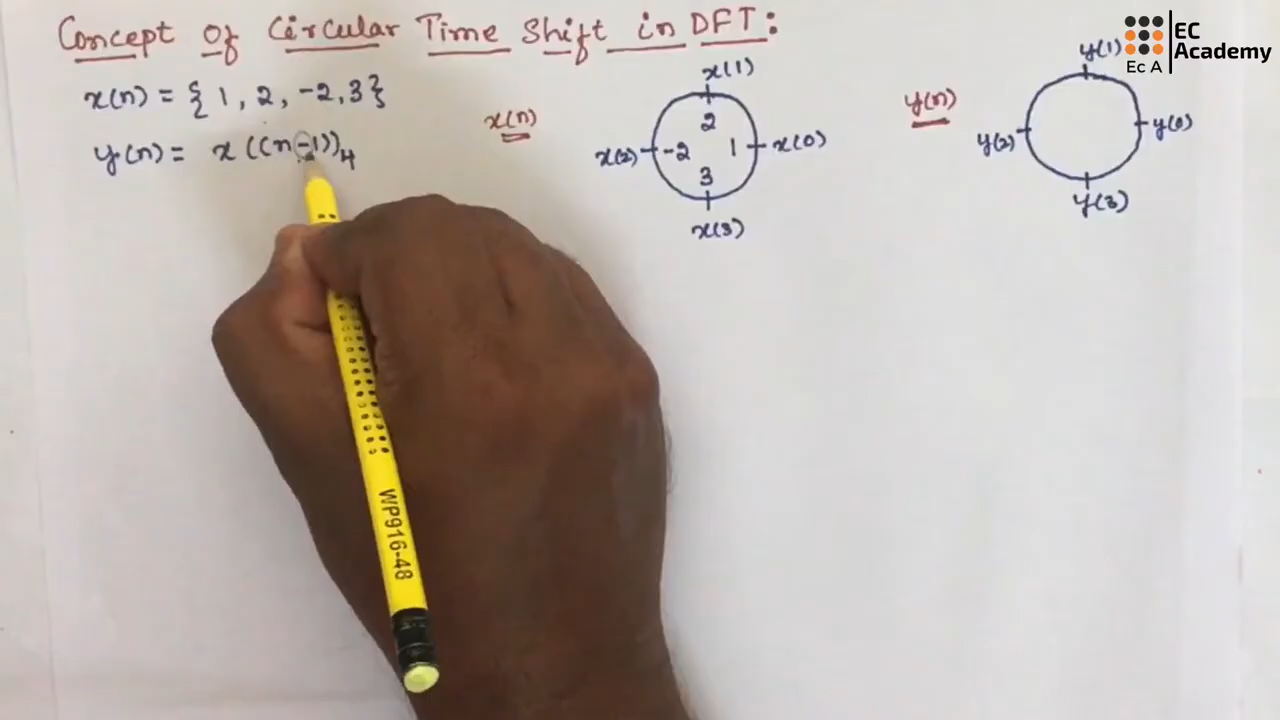 Concept Of Circular Time Shift in DFT:
x(n) = { 1, 2, -2, 3 }
y(n) = x((n-1))4
x(n)
x(1)
x(2)
x(0)
x(3)
2
-2
1
3
y(n)
y(1)
y(2)
y(0)
y(3)
EC
Academy
Ec A
WP916-48